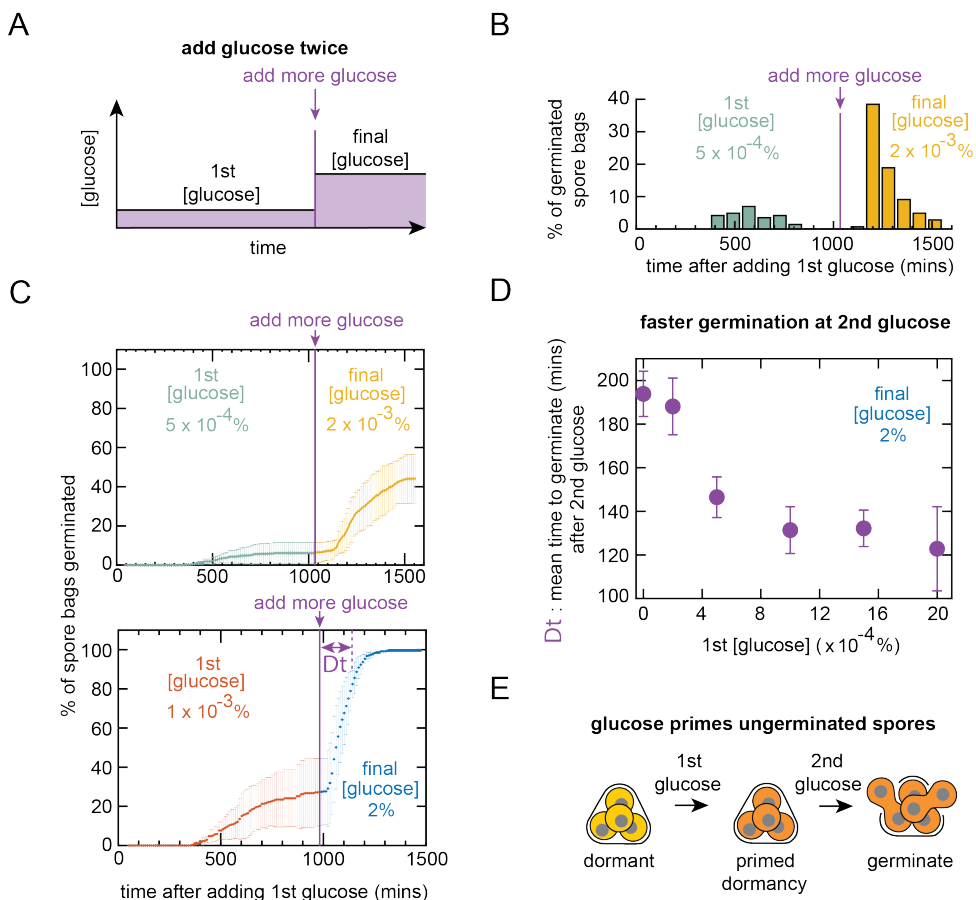 A
add glucose twice
add more glucose
[glucose]
1st
[glucose]
final
[glucose]
time
B
add more glucose
% of germinated
spore bags
40
30
20
10
0
1st
[glucose]
5 x 10-4%
final
[glucose]
2 x 10-3%
0
500
1000
1500
time after adding 1st glucose (mins)
C
add more glucose
% of spore bags germinated
100
80
60
40
20
0
1st
[glucose]
5 x 10-4%
final
[glucose]
2 x 10-3%
0
500
1000
1500
add more glucose
100
80
60
40
20
0
1st
[glucose]
1 x 10-3%
Dt
final
[glucose]
2%
0
500
1000
1500
time after adding 1st glucose (mins)
D
faster germination at 2nd glucose
Dt : mean time to germinate (mins)
after 2nd glucose
200
180
160
140
120
100
final
[glucose]
2%
0
4
8
12
16
20
1st [glucose] (x 10-4%)
E
glucose primes ungerminated spores
1st
glucose
2nd
glucose
dormant
primed
dormancy
germinate